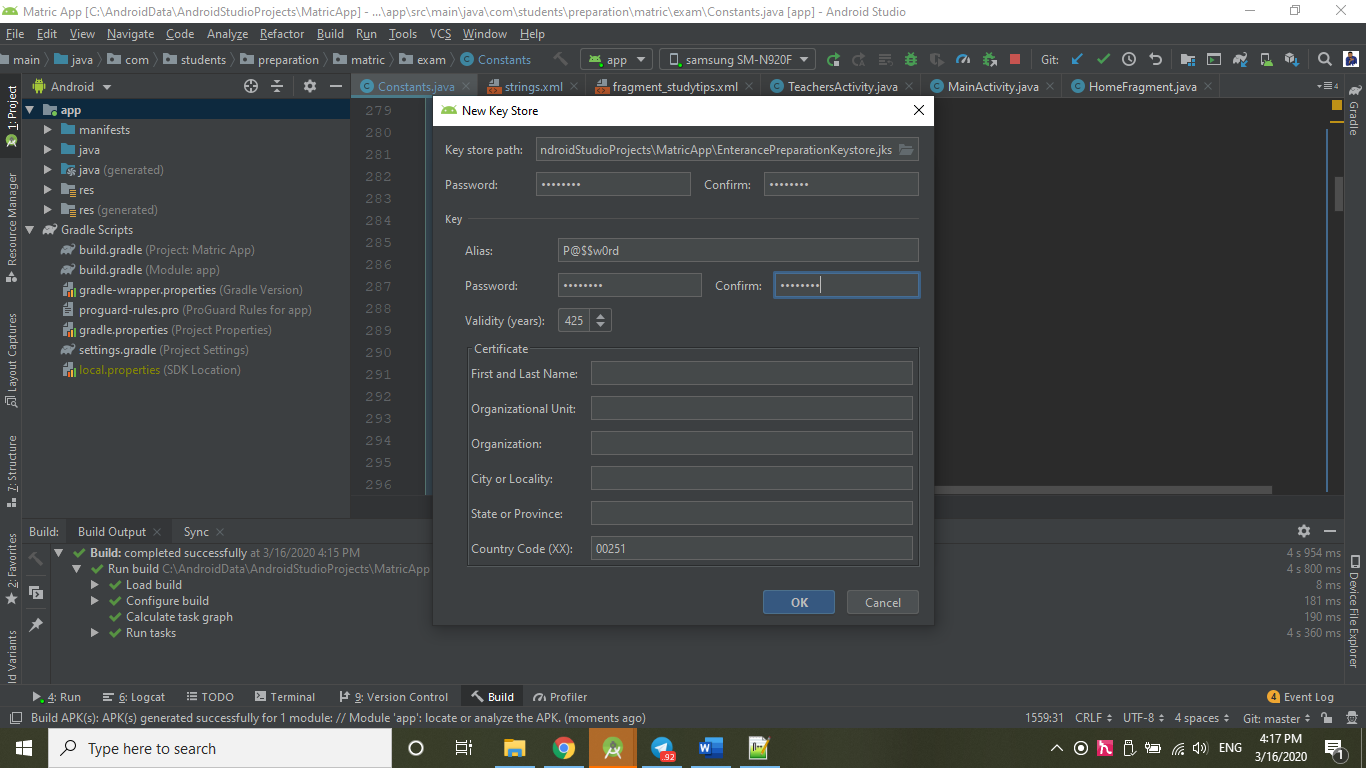 Matric App [C:\AndroidData\AndroidStudioProjects\MatricApp] - ...\app\src\main\java\com\students\preparation\matric\exam\Constants.java [app] - Android Studio
File Edit View Navigate Code Analyze Refactor Build Run Tools VCS Window Help
main java com students preparation matric exam Constants app samsung SM-N920F Git:
Android Constants.java strings.xml fragment_studytips.xml TeachersActivity.java MainActivity.java HomeFragment.java 4
1: Project
Resource Manager
Layout Captures
7: Structure
2: Favorites
ld Variants
app
manifests
java
java (generated)
res
res (generated)
Gradle Scripts
build.gradle (Project: Matric App)
build.gradle (Module: app)
gradle-wrapper.properties (Gradle Version)
proguard-rules.pro (ProGuard Rules for app)
gradle.properties (Project Properties)
settings.gradle (Project Settings)
local.properties (SDK Location)
279
280
281
282
283
284
285
286
287
288
289
290
291
292
293
294
295
296
New Key Store
Key store path: ndroidStudioProjects\MatricApp\EnterancePreparationKeystore.jks
Password: •••••••• Confirm: ••••••••
Key
Alias: P@$$w0rd
Password: •••••••• Confirm: ••••••••
Validity (years): 425
Certificate
First and Last Name:
Organizational Unit:
Organization:
City or Locality:
State or Province:
Country Code (XX): 00251
OK Cancel
Gradle
Device File Explorer
Build: Build Output Sync
Build: completed successfully at 3/16/2020 4:15 PM 4 s 954 ms
Run build C:\AndroidData\AndroidStudioProjects\MatricApp 4 s 800 ms
Load build 8 ms
Configure build 181 ms
Calculate task graph 190 ms
Run tasks 4 s 360 ms
4: Run 6: Logcat TODO Terminal 9: Version Control Build Profiler 4 Event Log
Build APK(s): APK(s) generated successfully for 1 module: // Module 'app': locate or analyze the APK. (moments ago) 1559:31 CRLF UTF-8 4 spaces Git: master
Type here to search .92 W ENG 4:17 PM
3/16/2020 1